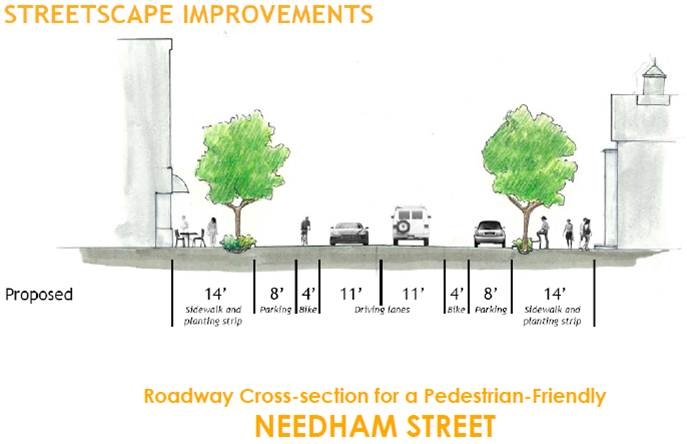 STREETSCAPE IMPROVEMENTS
Proposed
14’ 8’ 4’ 11’ 11’ 4’ 8’ 14’
Sidewalk and Parking Bike Driving lanes Bike Parking Sidewalk and
planting strip planting strip
Roadway Cross-section for a Pedestrian-Friendly
NEEDHAM STREET